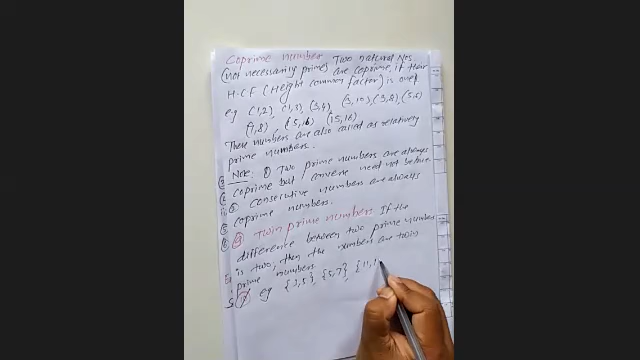 Coprime number Two natural Nos.
(not necessarily prime) are coprime, if their
H.C.F (Height common factor) is one
eg (1,2), (1,3), (3,4), (3,10), (3,8), (5,6)
(7,8), (5,16) (15,16)
These numbers are also called as relatively
prime numbers.
Note: ① Two prime numbers are always
coprime but converse need not be true
② Consecutive numbers are always
coprime numbers.
Twin prime numbers If the
difference between two prime numbers
is two, then the numbers are twin
prime numbers
eg {3,5}, {5,7}, {11,1